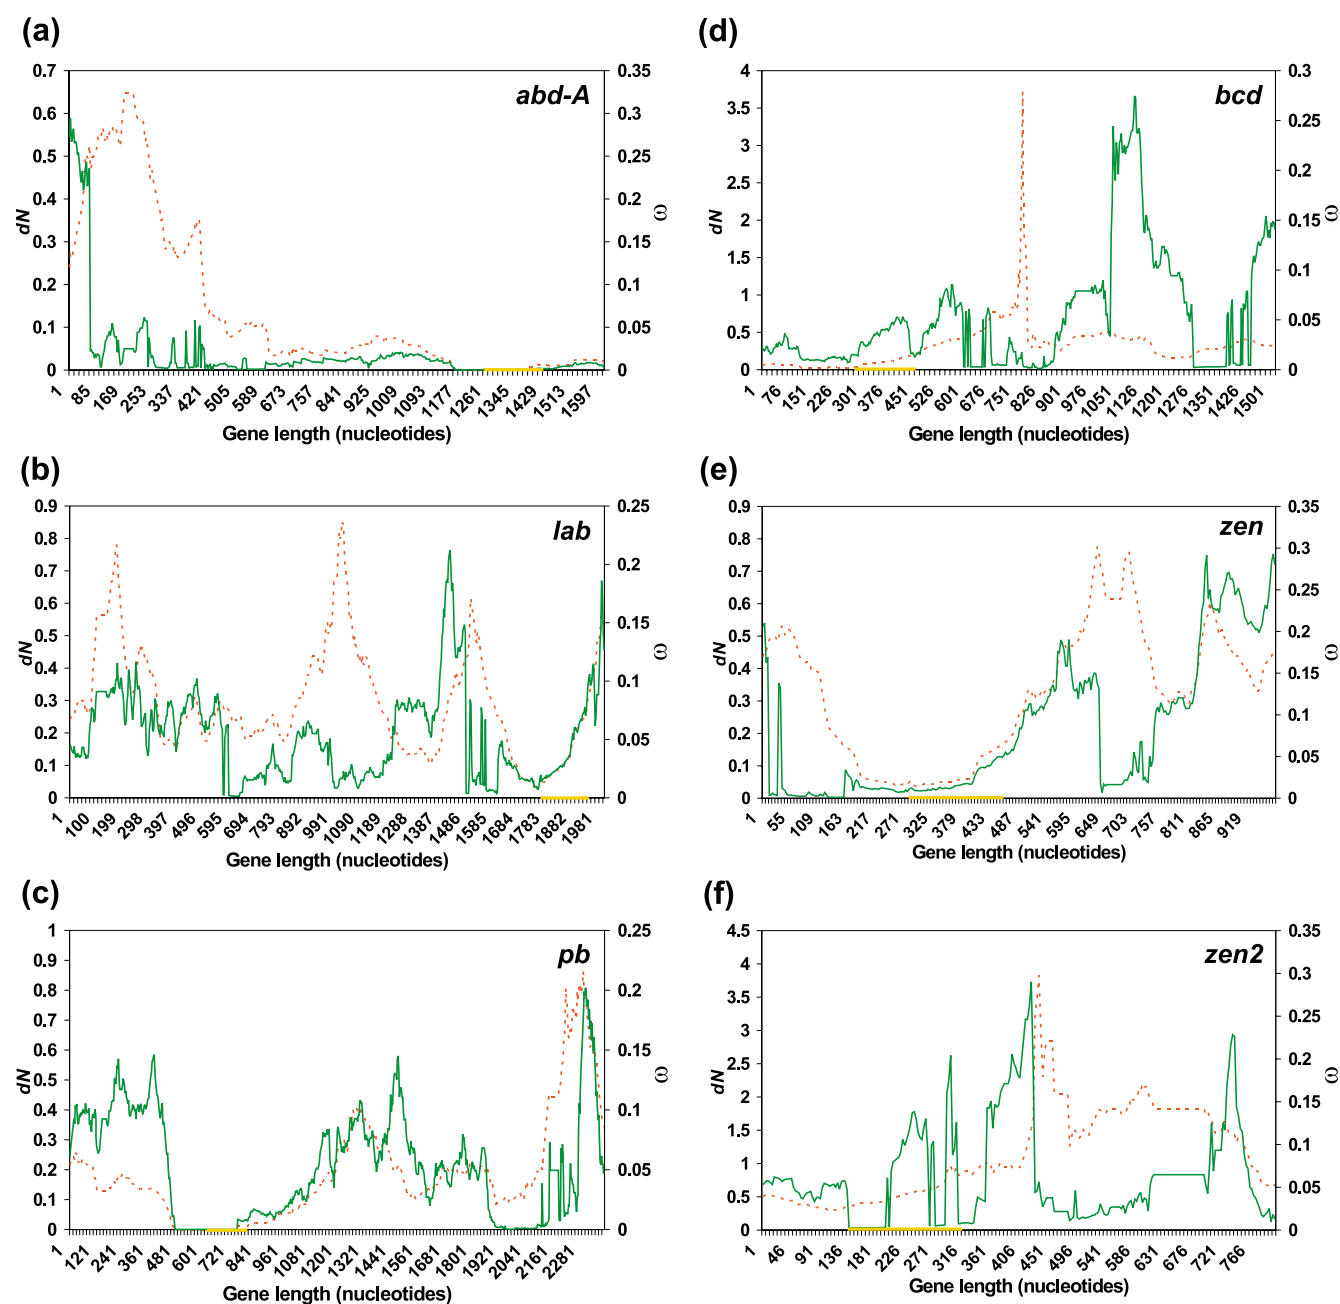 (a)
abd-A
0.7
0.6
0.5
0.4
0.3
0.2
0.1
0
dN
0.35
0.3
0.25
0.2
0.15
0.1
0.05
0
ω
1 85 169 253 337 421 505 589 673 757 841 925 1009 1093 1177 1261 1345 1429 1513 1597
Gene length (nucleotides)
(b)
lab
0.9
0.8
0.7
0.6
0.5
0.4
0.3
0.2
0.1
0
dN
0.25
0.2
0.15
0.1
0.05
0
ω
1 100 199 298 397 496 595 694 793 892 991 1090 1189 1288 1387 1486 1585 1684 1783 1882 1981
Gene length (nucleotides)
(c)
pb
1
0.9
0.8
0.7
0.6
0.5
0.4
0.3
0.2
0.1
0
dN
0.25
0.2
0.15
0.1
0.05
0
ω
1 121 241 361 481 601 721 841 961 1081 1201 1321 1441 1561 1681 1801 1921 2041 2161 2281
Gene length (nucleotides)
(d)
bcd
4
3.5
3
2.5
2
1.5
1
0.5
0
dN
0.3
0.25
0.2
0.15
0.1
0.05
0
ω
1 76 151 226 301 376 451 526 601 676 751 826 901 976 1051 1126 1201 1276 1351 1426 1501
Gene length (nucleotides)
(e)
zen
0.9
0.8
0.7
0.6
0.5
0.4
0.3
0.2
0.1
0
dN
0.35
0.3
0.25
0.2
0.15
0.1
0.05
0
ω
1 55 109 163 217 271 325 379 433 487 541 595 649 703 757 811 865 919
Gene length (nucleotides)
(f)
zen2
4.5
4
3.5
3
2.5
2
1.5
1
0.5
0
dN
0.35
0.3
0.25
0.2
0.15
0.1
0.05
0
ω
1 46 91 136 181 226 271 316 361 406 451 496 541 586 631 676 721 766
Gene length (nucleotides)